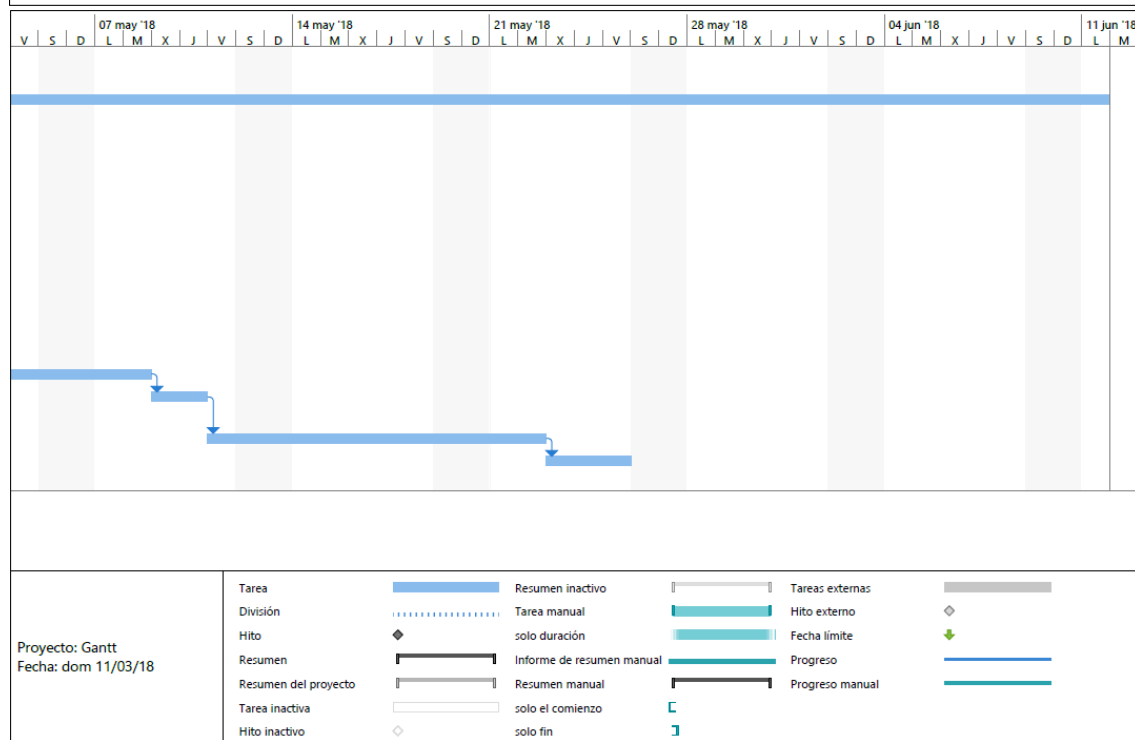 07 may '18 14 may '18 21 may '18 28 may '18 04 jun '18 11 jun '18
V S D L M X J V S D L M X J V S D L M X J V S D L M X J V S D L M X J V S D L M
Tarea Resumen inactivo Tareas externas
División Tarea manual Hito externo
Hito solo duración Fecha límite
Proyecto: Gantt
Fecha: dom 11/03/18
Resumen Informe de resumen manual Progreso
Resumen del proyecto Resumen manual Progreso manual
Tarea inactiva solo el comienzo
Hito inactivo solo fin